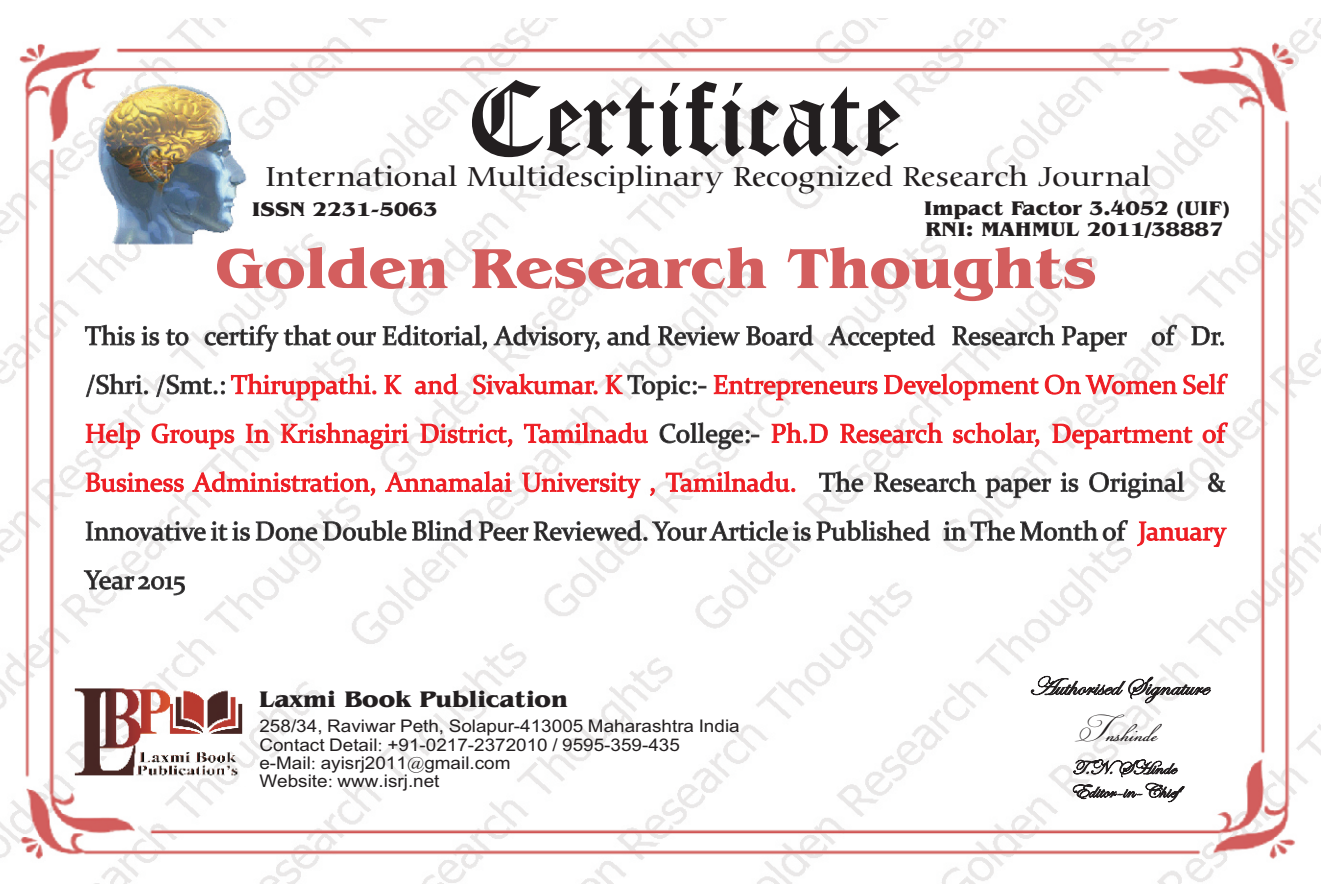 Certificate
International Multidesciplinary Recognized Research Journal
ISSN 2231-5063
Impact Factor 3.4052 (UIF)
RNI: MAHMUL 2011/38887
Golden Research Thoughts
This is to certify that our Editorial, Advisory, and Review Board Accepted Research Paper of Dr.
/Shri. /Smt.: Thiruppathi. K and Sivakumar. K Topic:- Entrepreneurs Development On Women Self
Help Groups In Krishnagiri District, Tamilnadu College:- Ph.D Research scholar, Department of
Business Administration, Annamalai University , Tamilnadu. The Research paper is Original &
Innovative it is Done Double Blind Peer Reviewed. Your Article is Published in The Month of January
Year 2015
LBP
Laxmi Book
Publication's
Laxmi Book Publication
258/34, Raviwar Peth, Solapur-413005 Maharashtra India
Contact Detail: +91-0217-2372010 / 9595-359-435
e-Mail: ayisrj2011@gmail.com
Website: www.isrj.net
Authorised Signature
Tnshinde
T.N. SHinde
Editor-in- Chief